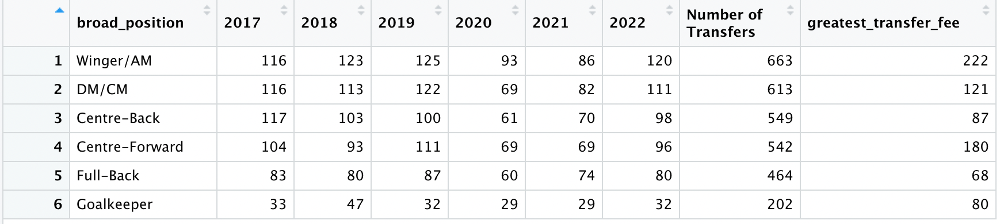 broad_position 2017 2018 2019 2020 2021 2022 Number of Transfers greatest_transfer_fee
1 Winger/AM 116 123 125 93 86 120 663 222
2 DM/CM 116 113 122 69 82 111 613 121
3 Centre-Back 117 103 100 61 70 98 549 87
4 Centre-Forward 104 93 111 69 69 96 542 180
5 Full-Back 83 80 87 60 74 80 464 68
6 Goalkeeper 33 47 32 29 29 32 202 80